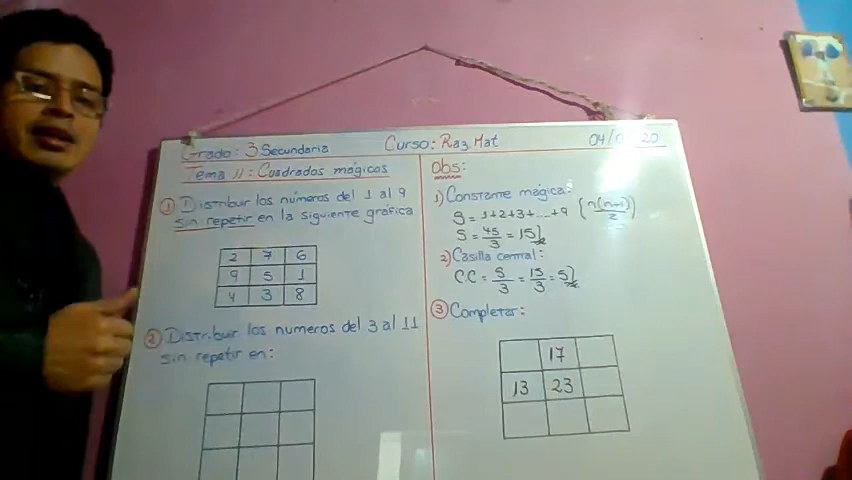 Grado: 3 Secundaria
Curso: Raz Mat
Tema 11: Cuadrados mágicos
① Distribuir los números del 1 al 9
sin repetir en la siguiente gráfica
2 7 6
9 5 1
4 3 8
② Distribuir los numeros del 3 al 11
sin repetir en:
Obs:
1) Constante mágica:
S = 1+2+3+....+9 [n(n+1)/2]
S = 45/3 = 15
2) Casilla central:
C.C = S/3 = 15/3 = 5
③ Completar:
17
13 23